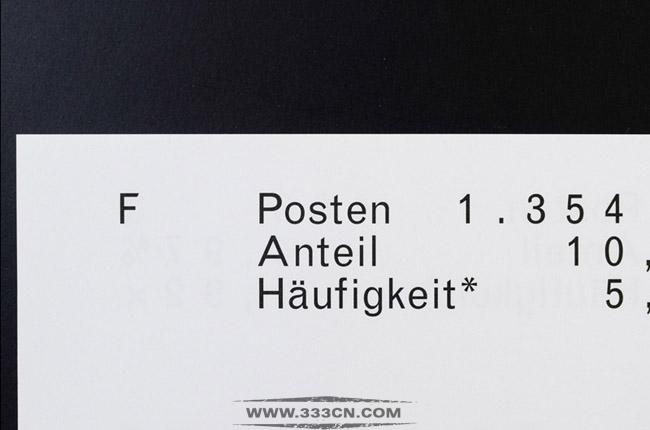 F Posten 1.354
Anteil 10,
Häufigkeit* 5,
WWW.333CN.COM